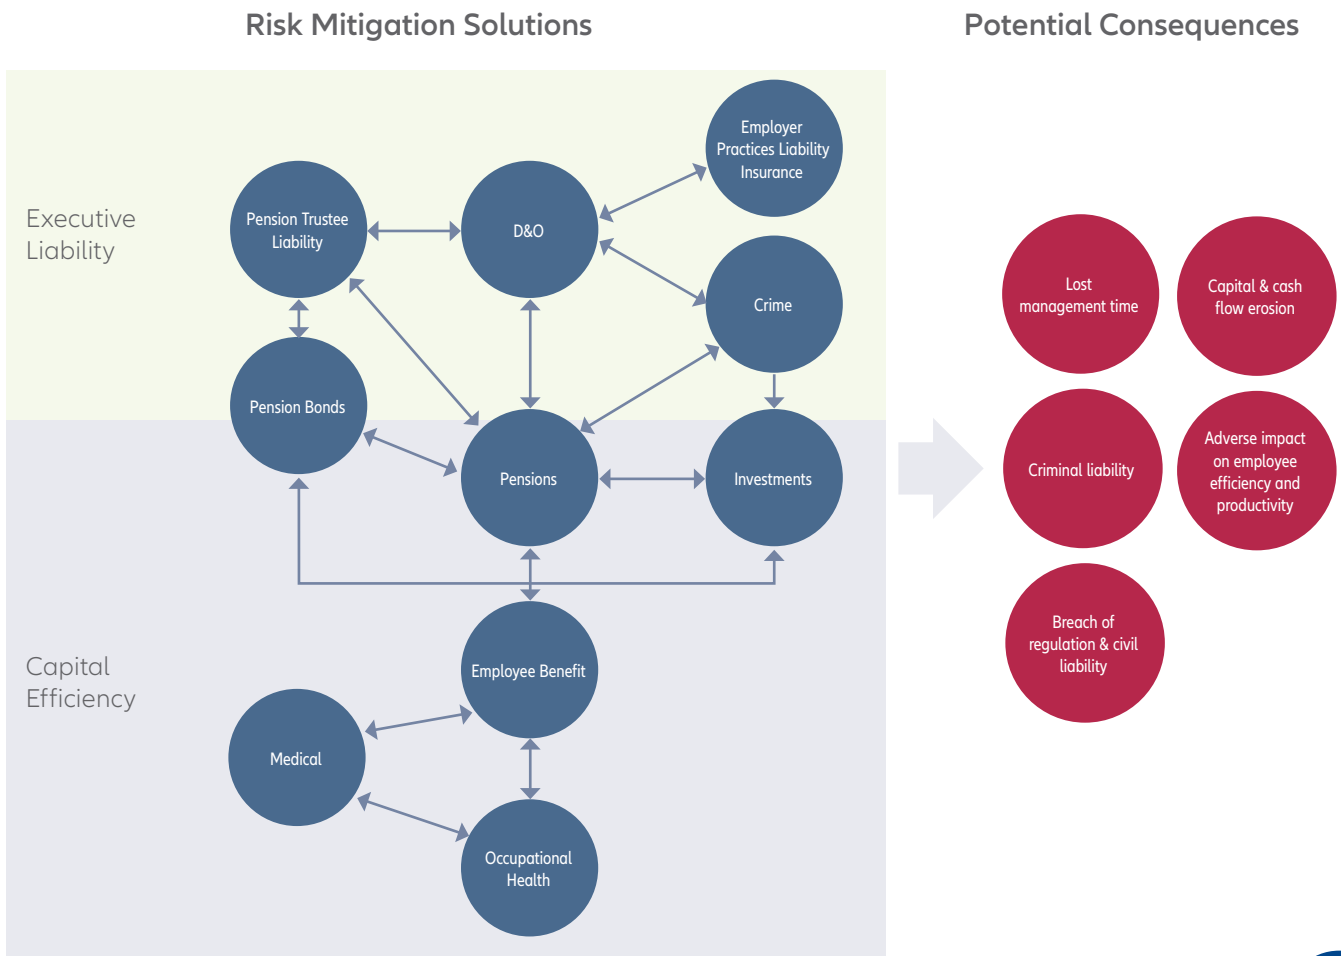 Risk Mitigation Solutions
Potential Consequences
Executive
Liability
Employer
Practices Liability
Insurance
Pension Trustee
Liability
D&O
Crime
Pension Bonds
Pensions
Investments
Capital
Efficiency
Employee Benefit
Medical
Occupational
Health
Lost
management time
Capital & cash
flow erosion
Criminal liability
Adverse impact
on employee
efficiency and
productivity
Breach of
regulation & civil
liability